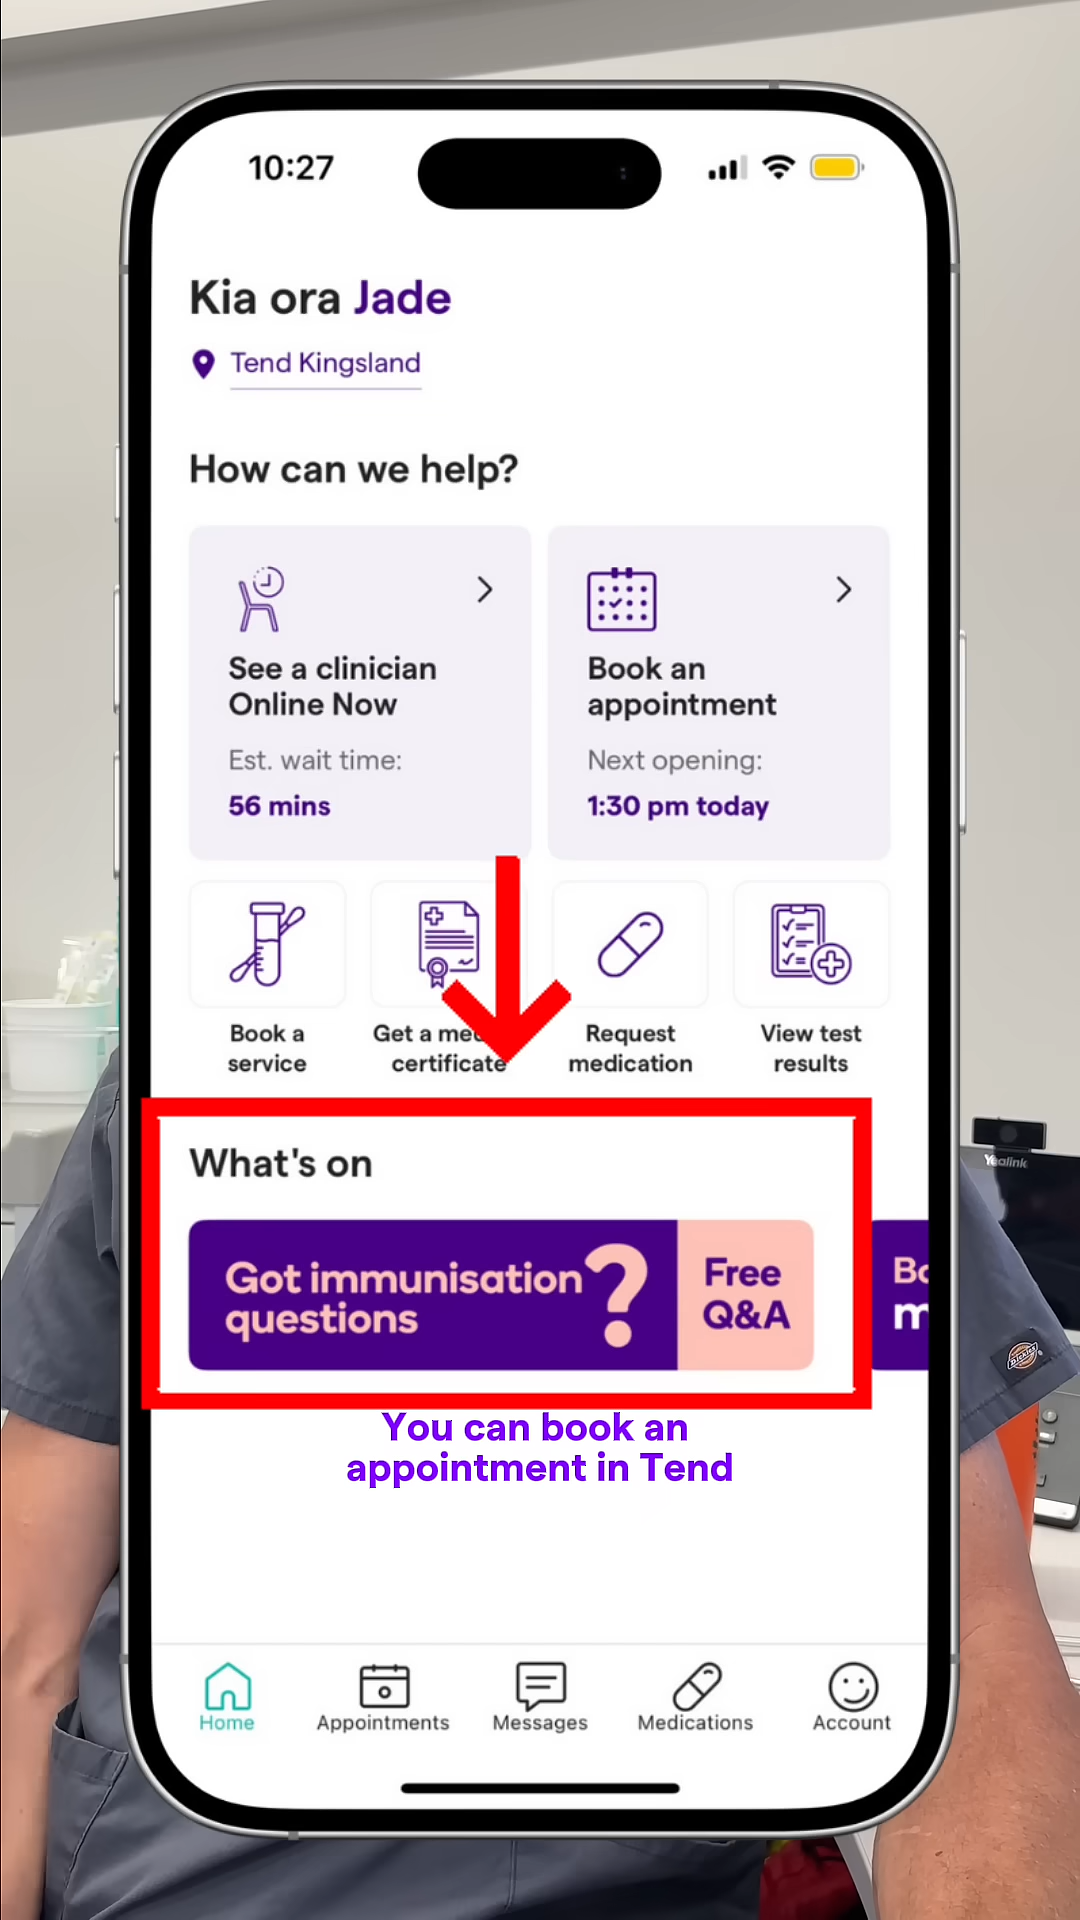 10:27
Kia ora Jade
Tend Kingsland
How can we help?
See a clinician
Online Now
Est. wait time:
56 mins
Book an
appointment
Next opening:
1:30 pm today
Book a
service
Get a
certificate
Request
medication
View test
results
What's on
Got immunisation
questions ?
Free
Q&A
You can book an
appointment in Tend
Yealink
Dickies
Home
Appointments
Messages
Medications
Account